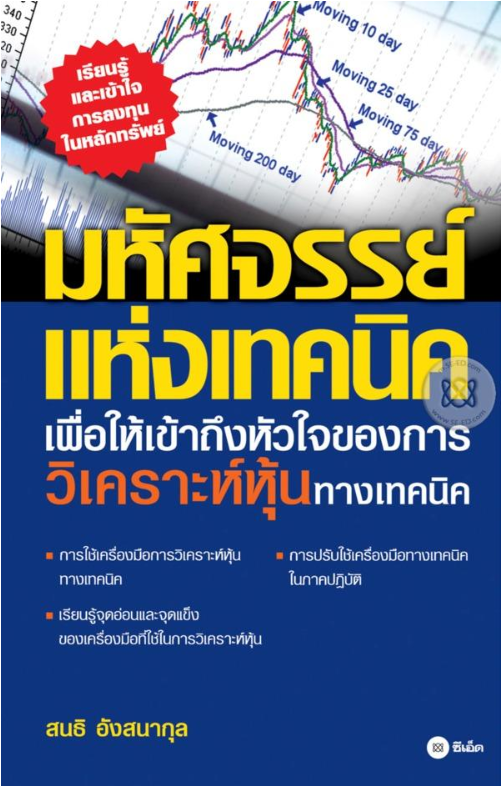 340
330
20
0
Moving 10 day
Moving 25 day
Moving 75 day
Moving 200 day
เรียนรู้
และเข้าใจ
การลงทุน
ในหลักทรัพย์
มหัศจรรย์
แห่งเทคนิค
เพื่อให้เข้าถึงหัวใจของการ
วิเคราะห์หุ้นทางเทคนิค
การใช้เครื่องมือการวิเคราะห์หุ้น
ทางเทคนิค
การปรับใช้เครื่องมือทางเทคนิค
ในภาคปฏิบัติ
เรียนรู้จุดอ่อนและจุดแข็ง
ของเครื่องมือที่ใช้ในการวิเคราะห์หุ้น
สนธิ อังสนากุล
ซีเอ็ด